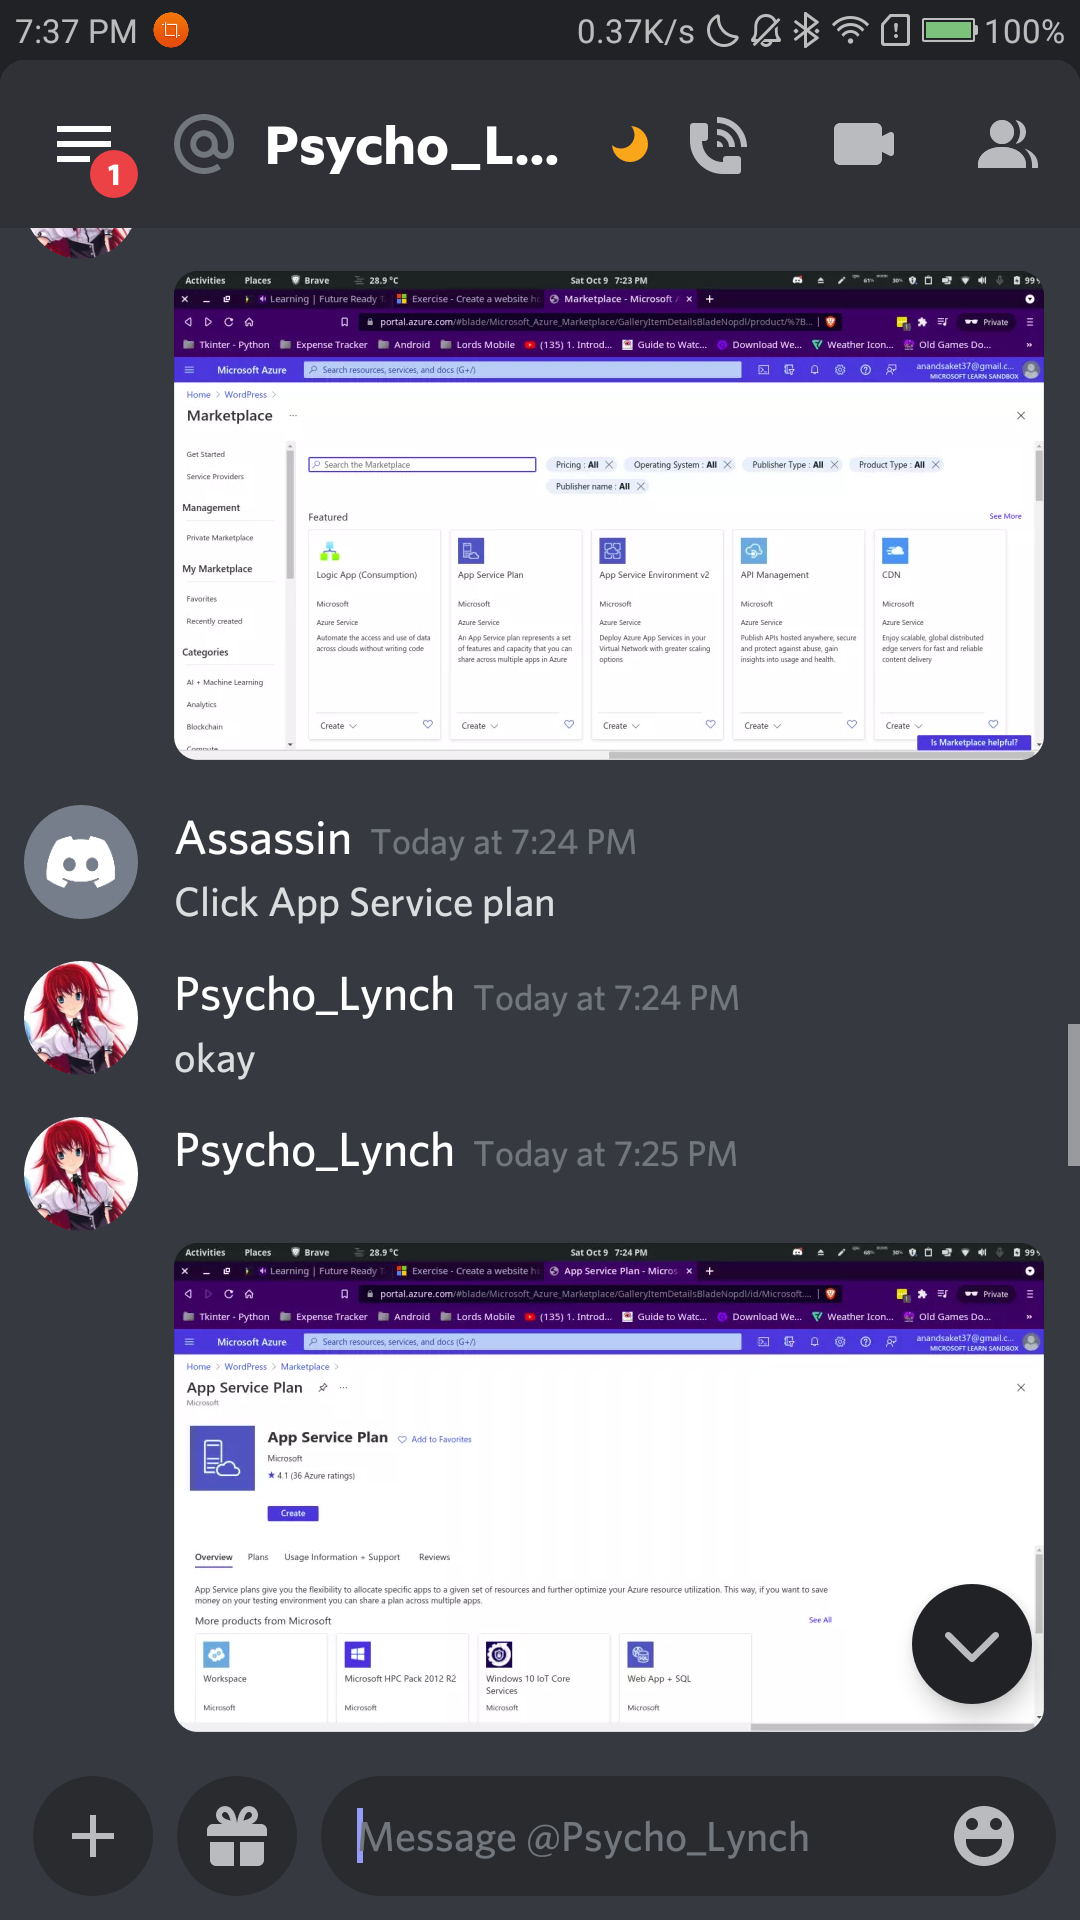 7:37 PM 0.37K/s 100%
1
Psycho_L...
Activities Places Brave 28.9 °C Sat Oct 9 7:23 PM
Learning | Future Ready T Exercise - Create a website h Marketplace - Microsoft A
portal.azure.com/#blade/Microsoft_Azure_Marketplace/GalleryItemDetailsBladeNopdl/product/%7B... Private
Tkinter - Python Expense Tracker Android Lords Mobile (135) 1. Introd... Guide to Watc... Download We... Weather Icon... Old Games Do... »
Microsoft Azure Search resources, services, and docs (G+/) anandsaket37@gmail.c...
MICROSOFT LEARN SANDBOX
Home > WordPress >
Marketplace ...
Get Started
Service Providers
Management
Private Marketplace
My Marketplace
Favorites
Recently created
Categories
AI + Machine Learning
Analytics
Blockchain
Compute
Search the Marketplace
Pricing : All Operating System : All Publisher Type : All Product Type : All
Publisher name : All
Featured See More
Logic App (Consumption)
Microsoft
Azure Service
Automate the access and use of data
across clouds without writing code
Create
App Service Plan
Microsoft
Azure Service
An App Service plan represents a set
of features and capacity that you can
share across multiple apps in Azure
Create
App Service Environment v2
Microsoft
Azure Service
Deploy Azure App Services in your
Virtual Network with greater scaling
options
Create
API Management
Microsoft
Azure Service
Publish APIs hosted anywhere, secure
and protect against abuse, gain
insights into usage and health.
Create
CDN
Microsoft
Azure Service
Enjoy scalable, global distributed
edge servers for fast and reliable
content delivery
Create
Is Marketplace helpful?
Assassin Today at 7:24 PM
Click App Service plan
Psycho_Lynch Today at 7:24 PM
okay
Psycho_Lynch Today at 7:25 PM
Activities Places Brave 28.9 °C Sat Oct 9 7:24 PM
Learning | Future Ready T Exercise - Create a website h App Service Plan - Micros
portal.azure.com/#blade/Microsoft_Azure_Marketplace/GalleryItemDetailsBladeNopdl/id/Microsoft.... Private
Tkinter - Python Expense Tracker Android Lords Mobile (135) 1. Introd... Guide to Watc... Download We... Weather Icon... Old Games Do... »
Microsoft Azure Search resources, services, and docs (G+/) anandsaket37@gmail.c...
MICROSOFT LEARN SANDBOX
Home > WordPress > Marketplace >
App Service Plan ...
Microsoft
App Service Plan Add to Favorites
Microsoft
4.1 (36 Azure ratings)
Create
Overview Plans Usage Information + Support Reviews
App Service plans give you the flexibility to allocate specific apps to a given set of resources and further optimize your Azure resource utilization. This way, if you want to save
money on your testing environment you can share a plan across multiple apps.
More products from Microsoft See All
Workspace
Microsoft
Microsoft HPC Pack 2012 R2
Microsoft
Windows 10 IoT Core
Services
Microsoft
Web App + SQL
Microsoft
Message @Psycho_Lynch